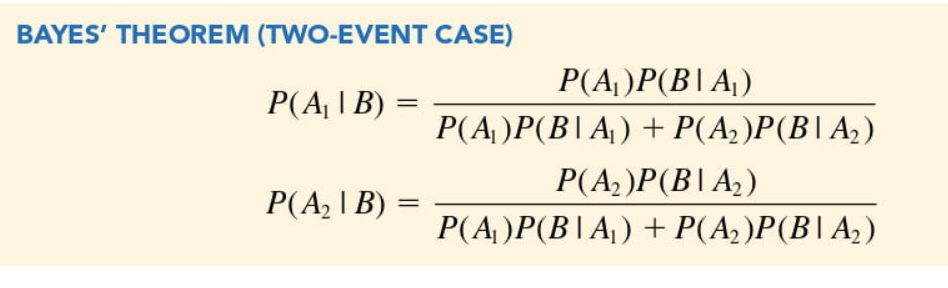 BAYES' THEOREM (TWO-EVENT CASE)
P(A₁ | B) = P(A₁)P(B | A₁) / P(A₁)P(B | A₁) + P(A₂)P(B | A₂)
P(A₂ | B) = P(A₂)P(B | A₂) / P(A₁)P(B | A₁) + P(A₂)P(B | A₂)